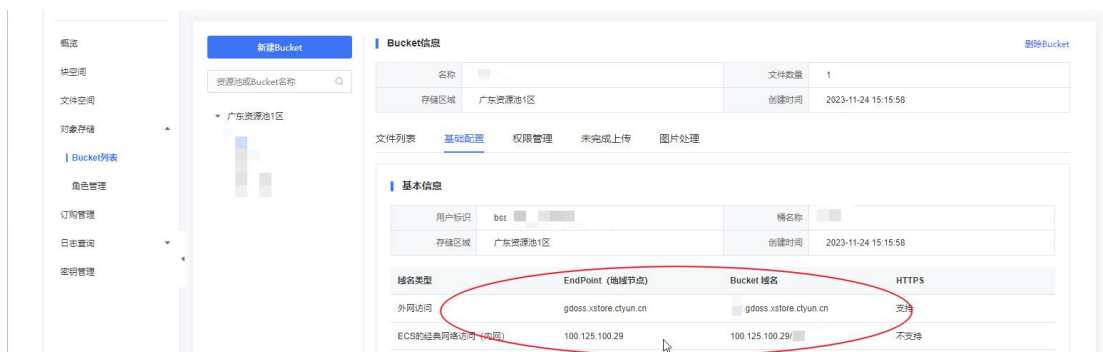 概览
块空间
文件空间
对象存储
Bucket列表
角色管理
订购管理
日志查询
密钥管理
新建Bucket
资源池或Bucket名称
广东资源池1区
Bucket信息
删除Bucket
名称
文件数量 1
存储区域 广东资源池1区 创建时间 2023-11-24 15:15:58
文件列表 基础配置 权限管理 未完成上传 图片处理
基本信息
用户标识 bss 桶名称
存储区域 广东资源池1区 创建时间 2023-11-24 15:15:58
域名类型 EndPoint（地域节点） Bucket 域名 HTTPS
外网访问 gdoss.xstore.ctyun.cn .gdoss.xstore.ctyun.cn 支持
ECS的经典网络访问（内网） 100.125.100.29 100.125.100.29/ 不支持